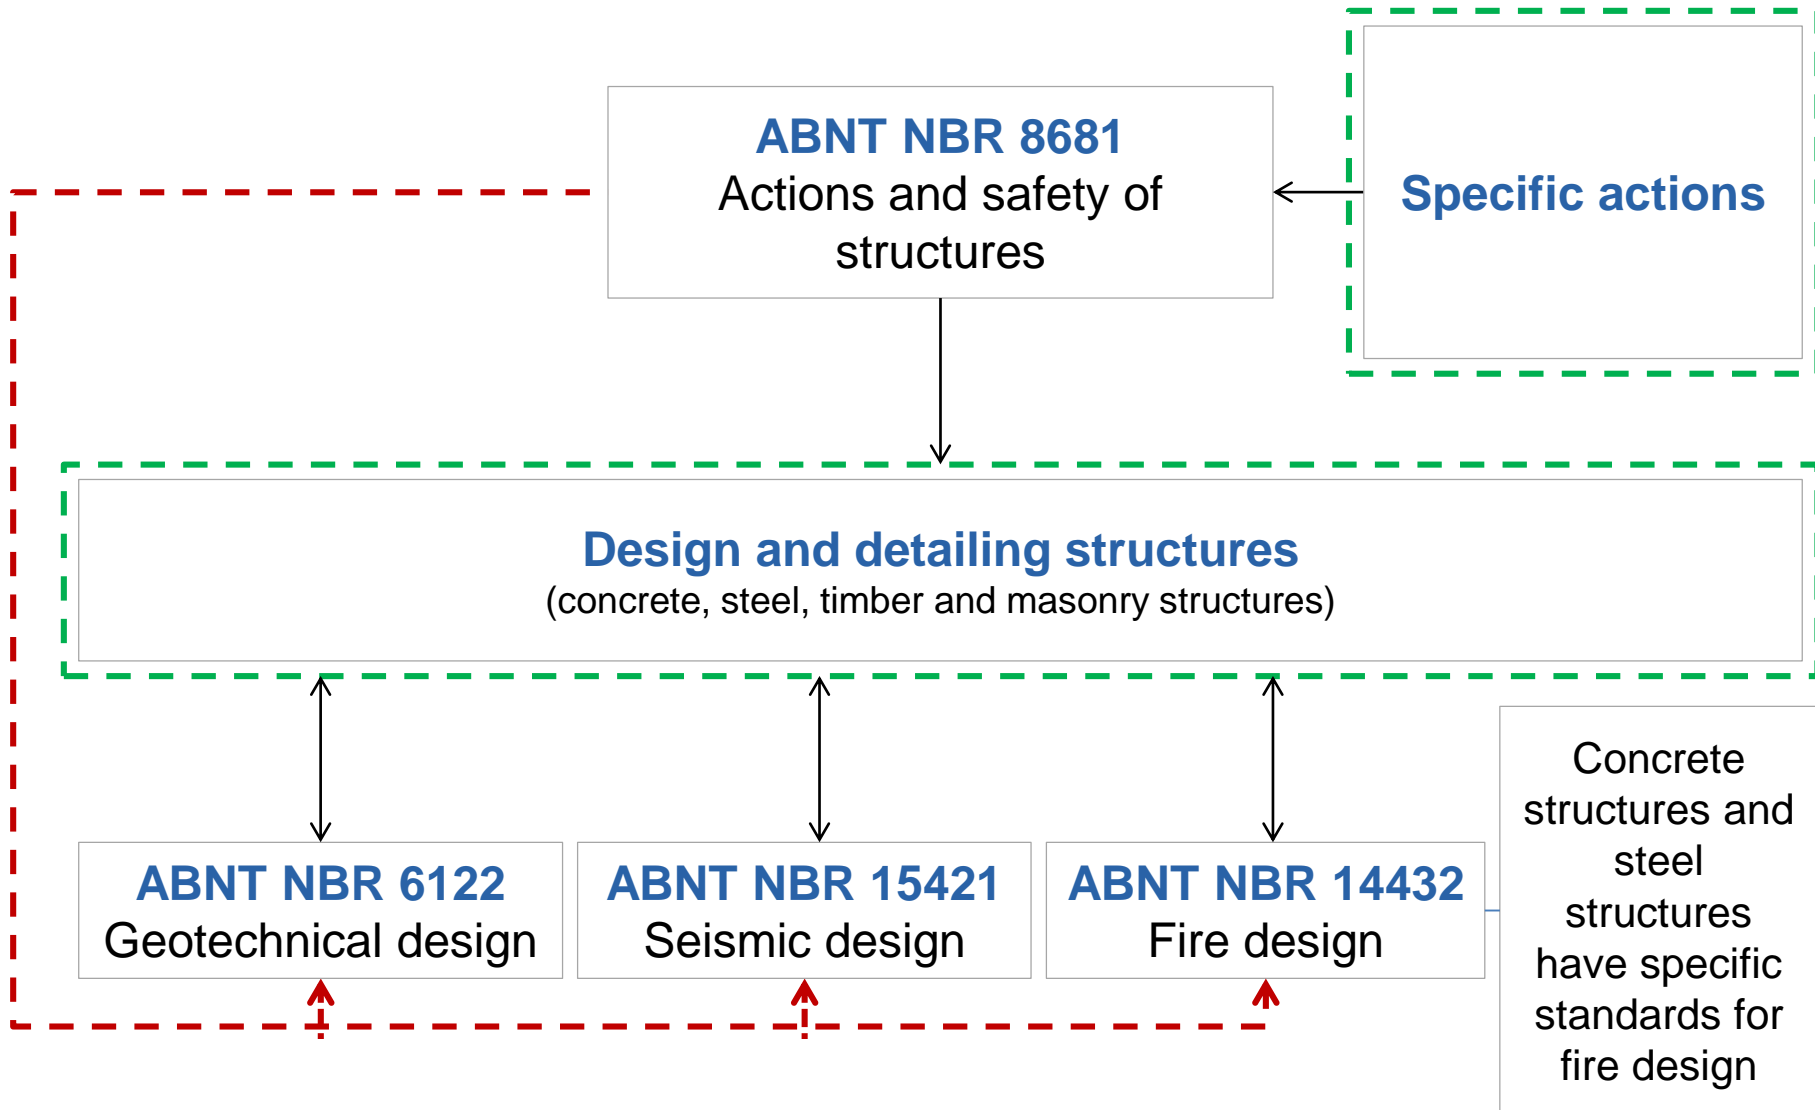 ABNT NBR 8681
Actions and safety of
structures
Specific actions
Design and detailing structures
(concrete, steel, timber and masonry structures)
ABNT NBR 6122
Geotechnical design
ABNT NBR 15421
Seismic design
ABNT NBR 14432
Fire design
Concrete
structures and
steel
structures
have specific
standards for
fire design